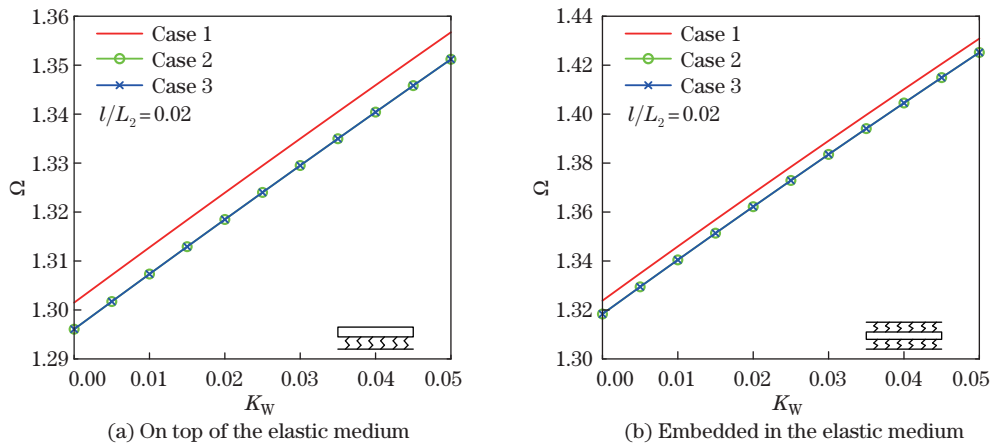 1.36
1.35
1.34
1.33
1.32
1.31
1.30
1.29
Ω
Case 1
Case 2
Case 3
l/L₂ = 0.02
0.00 0.01 0.02 0.03 0.04 0.05
K_W
(a) On top of the elastic medium
1.44
1.42
1.40
1.38
1.36
1.34
1.32
1.30
Ω
Case 1
Case 2
Case 3
l/L₂ = 0.02
0.00 0.01 0.02 0.03 0.04 0.05
K_W
(b) Embedded in the elastic medium